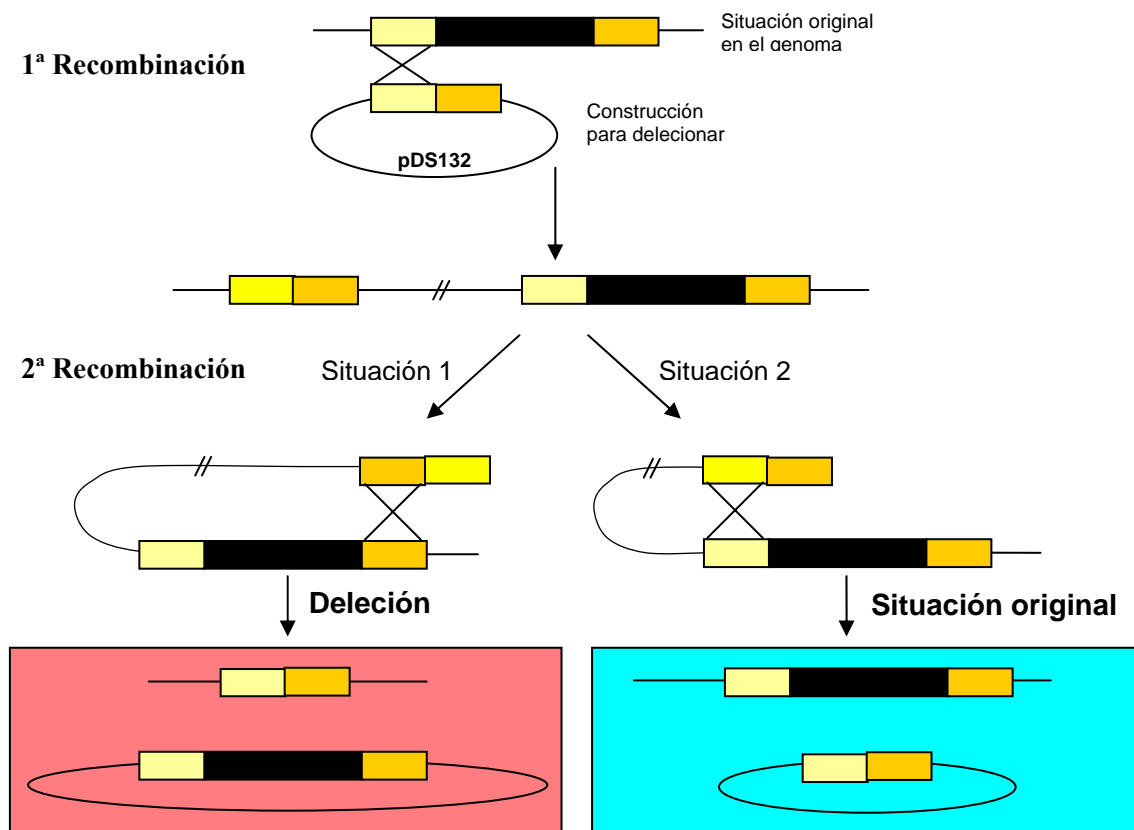 Situación original
en el genoma
1ª Recombinación
Construcción
para delecionar
pDS132
2ª Recombinación
Situación 1
Situación 2
Deleción
Situación original